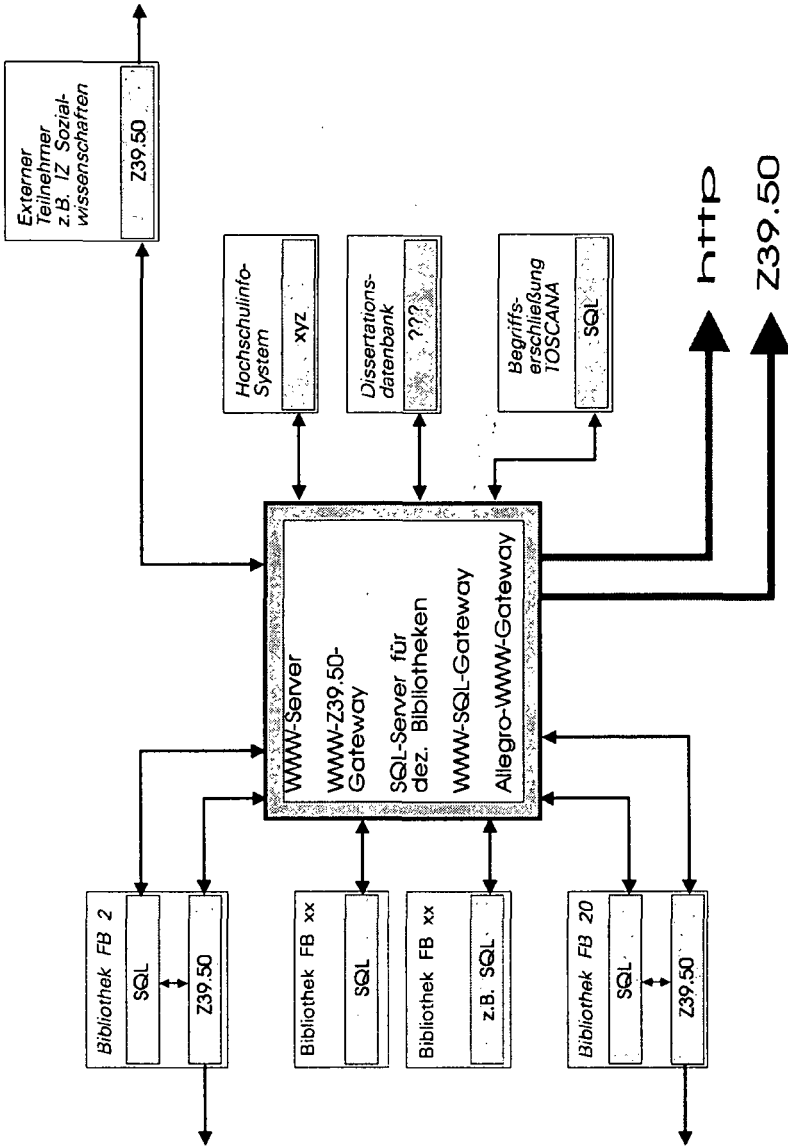 Bibliothek FB 2
SQL
Z39.50
Bibliothek FB xx
SQL
Bibliothek FB xx
z.B. SQL
Bibliothek FB 20
SQL
Z39.50
WWW-Server
WWW-Z39.50-
Gateway
SQL-Server für
dez. Bibliotheken
WWW-SQL-Gateway
Allegro-WWW-Gateway
Externer
Teilnehmer
z.B. IZ Sozial-
wissenschaften
Z39.50
Hochschulinfo-
System
xyz
Dissertations-
datenbank
???
Begriffs-
erschließung
TOSCANA
SQL
http
Z39.50